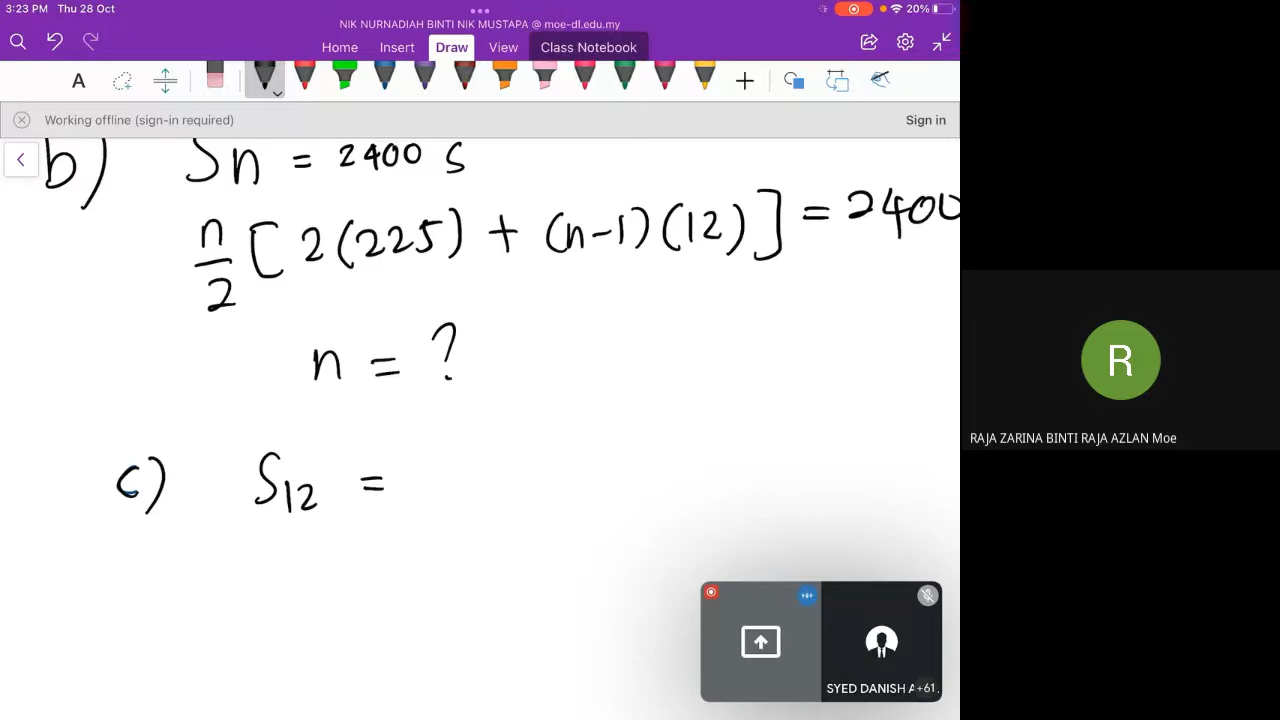 3:23 PM Thu 28 Oct
20%
NIK NURNADIAH BINTI NIK MUSTAPA @ moe-dl.edu.my
Home Insert Draw View Class Notebook
A
Working offline (sign-in required) Sign in
b) Sn = 2400 s
n/2 [ 2(225) + (n-1)(12) ] = 2400
n = ?
c) S12 =
R
RAJA ZARINA BINTI RAJA AZLAN Moe
SYED DANISH A +61